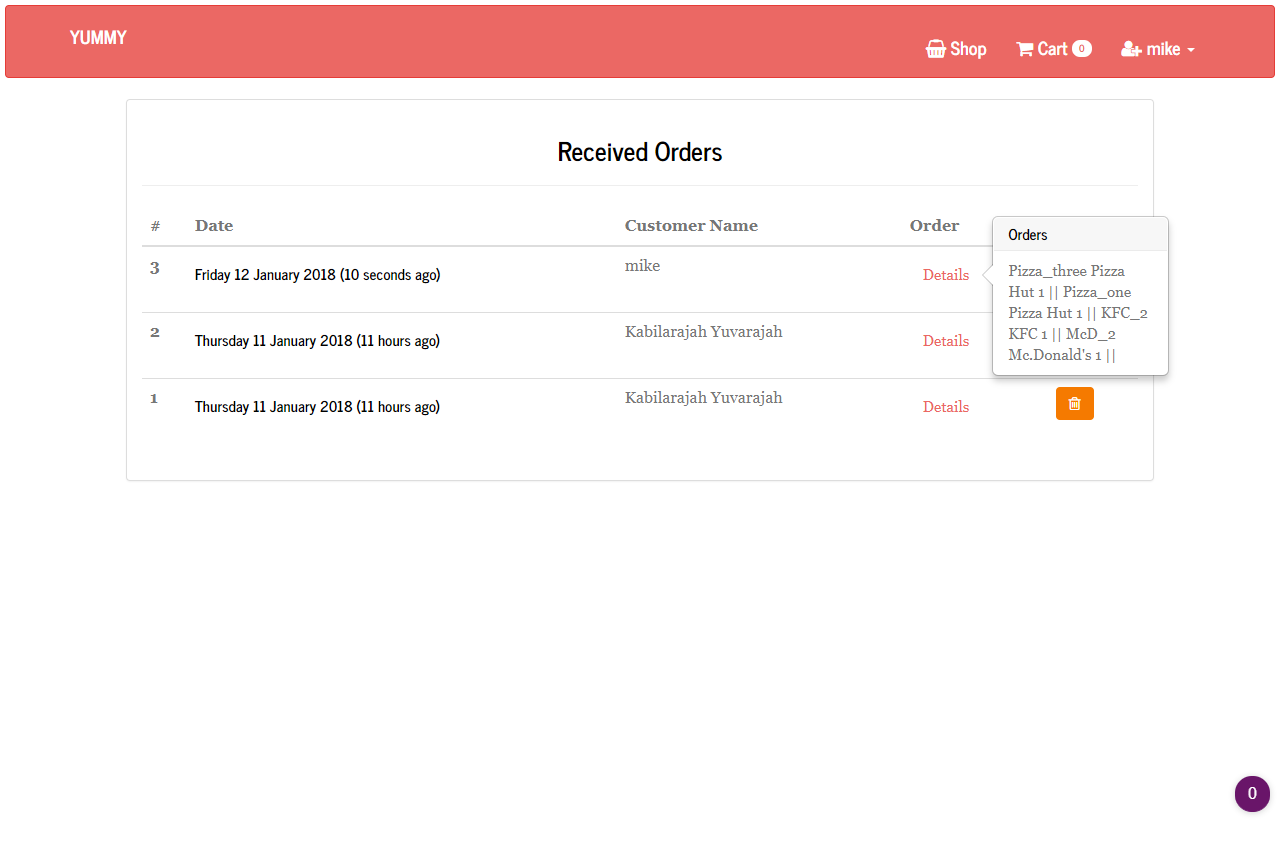 YUMMY
Shop Cart 0 mike
Received Orders
# Date Customer Name Order
3 Friday 12 January 2018 (10 seconds ago) mike Details
2 Thursday 11 January 2018 (11 hours ago) Kabilarajah Yuvarajah Details
1 Thursday 11 January 2018 (11 hours ago) Kabilarajah Yuvarajah Details
Orders
Pizza_three Pizza
Hut 1 || Pizza_one
Pizza Hut 1 || KFC_2
KFC 1 || McD_2
Mc.Donald's 1 ||
0